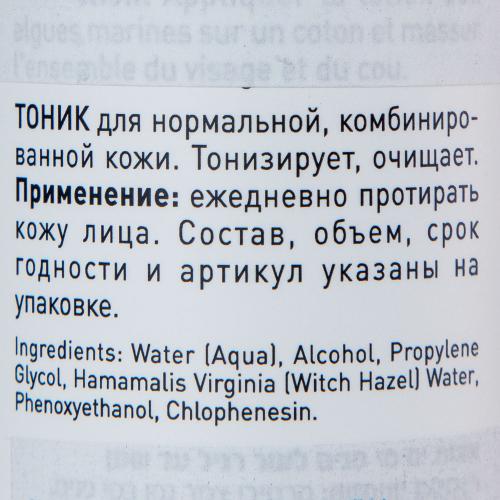 algues marines sur un coton et masser
l'ensemble du visage et du cou.
ТОНИК для нормальной, комбиниро-
ванной кожи. Тонизирует, очищает.
Применение: ежедневно протирать
кожу лица. Состав, объем, срок
годности и артикул указаны на
упаковке.
Ingredients: Water (Aqua), Alcohol, Propylene
Glycol, Hamamalis Virginia (Witch Hazel) Water,
Phenoxyethanol, Chlophenesin.